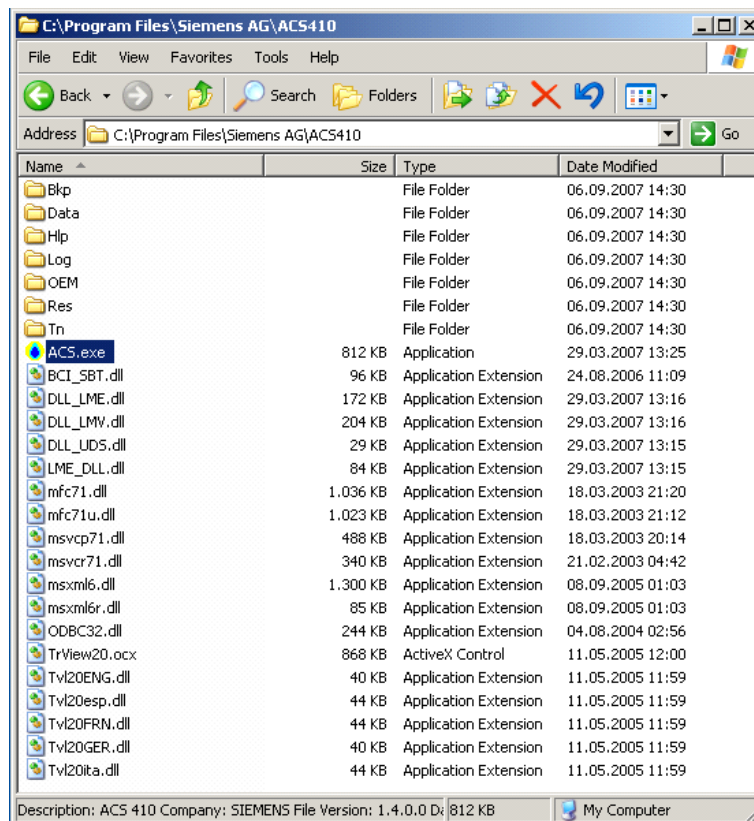 C:\Program Files\Siemens AG\ACS410
File Edit View Favorites Tools Help
Back Search Folders
Address C:\Program Files\Siemens AG\ACS410 Go
Name Size Type Date Modified
Bkp File Folder 06.09.2007 14:30
Data File Folder 06.09.2007 14:30
Hlp File Folder 06.09.2007 14:30
Log File Folder 06.09.2007 14:30
OEM File Folder 06.09.2007 14:30
Res File Folder 06.09.2007 14:30
Tn File Folder 06.09.2007 14:30
ACS.exe 812 KB Application 29.03.2007 13:25
BCI_SBT.dll 96 KB Application Extension 24.08.2006 11:09
DLL_LME.dll 172 KB Application Extension 29.03.2007 13:16
DLL_LMV.dll 204 KB Application Extension 29.03.2007 13:16
DLL_UDS.dll 29 KB Application Extension 29.03.2007 13:15
LME_DLL.dll 84 KB Application Extension 29.03.2007 13:15
mfc71.dll 1.036 KB Application Extension 18.03.2003 21:20
mfc71u.dll 1.023 KB Application Extension 18.03.2003 21:12
msvcp71.dll 488 KB Application Extension 18.03.2003 20:14
msvcr71.dll 340 KB Application Extension 21.02.2003 04:42
msxml6.dll 1.300 KB Application Extension 08.09.2005 01:03
msxml6r.dll 85 KB Application Extension 08.09.2005 01:03
ODBC32.dll 244 KB Application Extension 04.08.2004 02:56
TrView20.ocx 868 KB ActiveX Control 11.05.2005 12:00
Tvl20ENG.dll 40 KB Application Extension 11.05.2005 11:59
Tvl20esp.dll 44 KB Application Extension 11.05.2005 11:59
Tvl20FRN.dll 44 KB Application Extension 11.05.2005 11:59
Tvl20GER.dll 40 KB Application Extension 11.05.2005 11:59
Tvl20ita.dll 44 KB Application Extension 11.05.2005 11:59
Description: ACS 410 Company: SIEMENS File Version: 1.4.0.0 812 KB My Computer